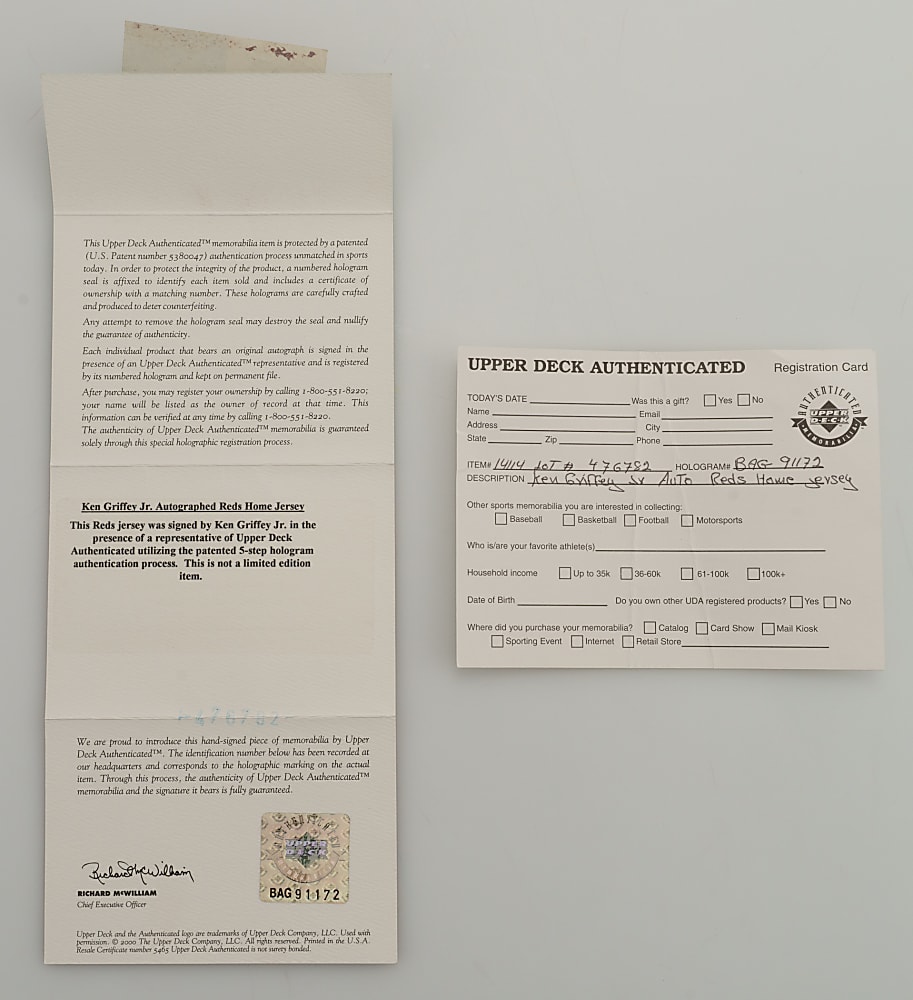 This Upper Deck Authenticated™ memorabilia item is protected by a patented
(U.S. Patent number 5380047) authentication process unmatched in sports
today. In order to protect the integrity of the product, a numbered hologram
seal is affixed to identify each item sold and includes a certificate of
ownership with a matching number. These holograms are carefully crafted
and produced to deter counterfeiting.
Any attempt to remove the hologram seal may destroy the seal and nullify
the guarantee of authenticity.
Each individual product that bears an original autograph is signed in the
presence of an Upper Deck Authenticated™ representative and is registered
by its numbered hologram and kept on permanent file.
After purchase, you may register your ownership by calling 1-800-551-8220;
your name will be listed as the owner of record at that time. This
information can be verified at any time by calling 1-800-551-8220.
The authenticity of Upper Deck Authenticated™ memorabilia is guaranteed
solely through this special holographic registration process.
Ken Griffey Jr. Autographed Reds Home Jersey
This Reds jersey was signed by Ken Griffey Jr. in the
presence of a representative of Upper Deck
Authenticated utilizing the patented 5-step hologram
authentication process. This is not a limited edition
item.
-476782-
We are proud to introduce this hand-signed piece of memorabilia by Upper
Deck Authenticated™. The identification number below has been recorded at
our headquarters and corresponds to the holographic marking on the actual
item. Through this process, the authenticity of Upper Deck Authenticated™
memorabilia and the signature it bears is fully guaranteed.
UPPER
DECK
BAG 91172
Richard McWilliam
RICHARD McWILLIAM
Chief Executive Officer
Upper Deck and the Authenticated logo are trademarks of Upper Deck Company, LLC. Used with
permission. © 2000 The Upper Deck Company, LLC. All rights reserved. Printed in the U.S.A.
Resale Certificate number 5465 Upper Deck Authenticated is not surety bonded.
UPPER DECK AUTHENTICATED Registration Card
TODAY'S DATE Was this a gift? Yes No
Name Email
Address City
State Zip Phone
AUTHENTICATED
UPPER
DECK
MEMORABILIA
ITEM# 14114 LOT # 476782 HOLOGRAM# BAG 91172
DESCRIPTION Ken Griffey Jr Auto Reds Home Jersey
Other sports memorabilia you are interested in collecting:
Baseball Basketball Football Motorsports
Who is/are your favorite athlete(s)
Household income Up to 35k 36-60k 61-100k 100k+
Date of Birth Do you own other UDA registered products? Yes No
Where did you purchase your memorabilia? Catalog Card Show Mail Kiosk
Sporting Event Internet Retail Store